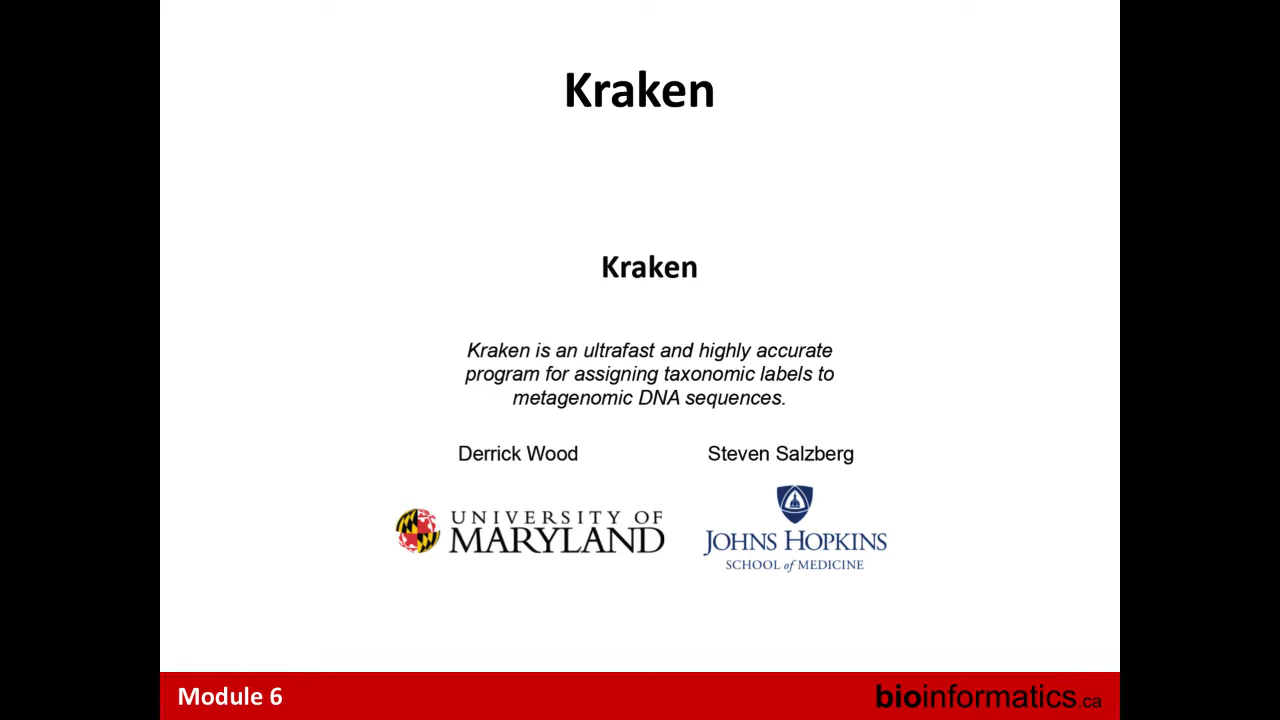 Kraken
Kraken
Kraken is an ultrafast and highly accurate
program for assigning taxonomic labels to
metagenomic DNA sequences.
Derrick Wood
Steven Salzberg
UNIVERSITY OF
MARYLAND
JOHNS HOPKINS
SCHOOL of MEDICINE
Module 6
bioinformatics.ca